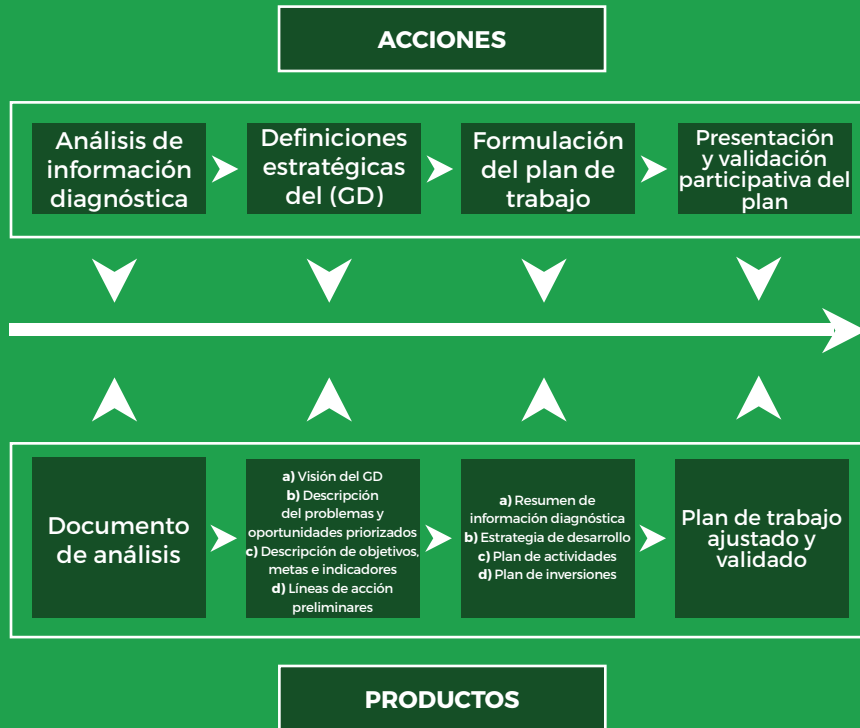 ACCIONES
Análisis de
información
diagnóstica
Definiciones
estratégicas
del (GD)
Formulación
del plan de
trabajo
Presentación
y validación
participativa del
plan
Documento
de análisis
a) Visión del GD
b) Descripción
del problemas y
oportunidades priorizados
c) Descripción de objetivos,
metas e indicadores
d) Líneas de acción
preliminares
a) Resumen de
información diagnóstica
b) Estrategia de desarrollo
c) Plan de actividades
d) Plan de inversiones
Plan de trabajo
ajustado y
validado
PRODUCTOS